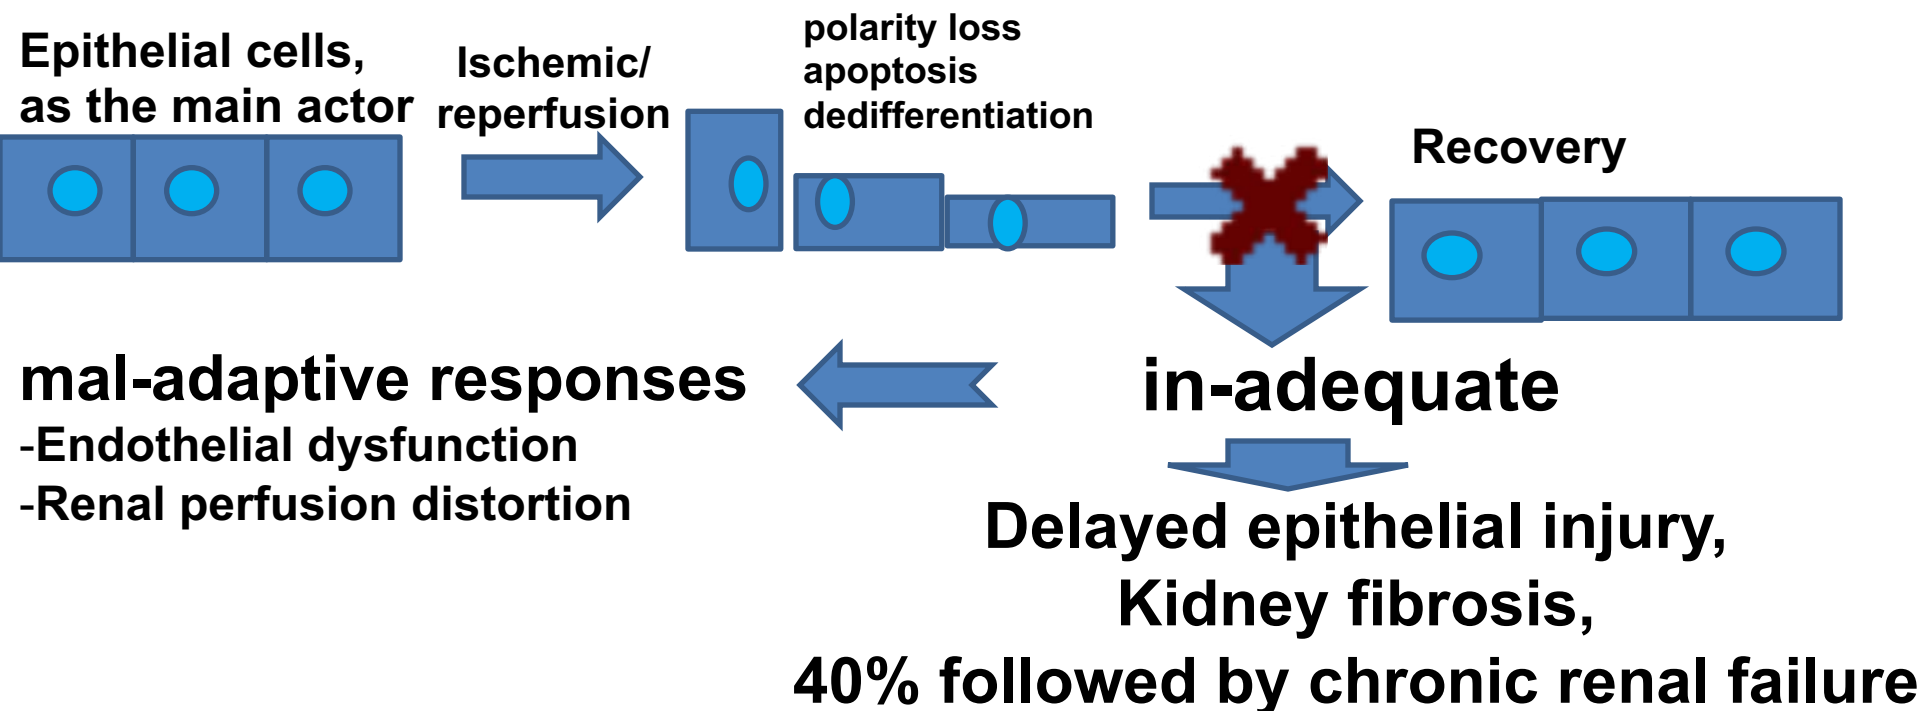 Epithelial cells,
as the main actor
Ischemic/
reperfusion
polarity loss
apoptosis
dedifferentiation
Recovery
mal-adaptive responses
-Endothelial dysfunction
-Renal perfusion distortion
in-adequate
Delayed epithelial injury,
Kidney fibrosis,
40% followed by chronic renal failure